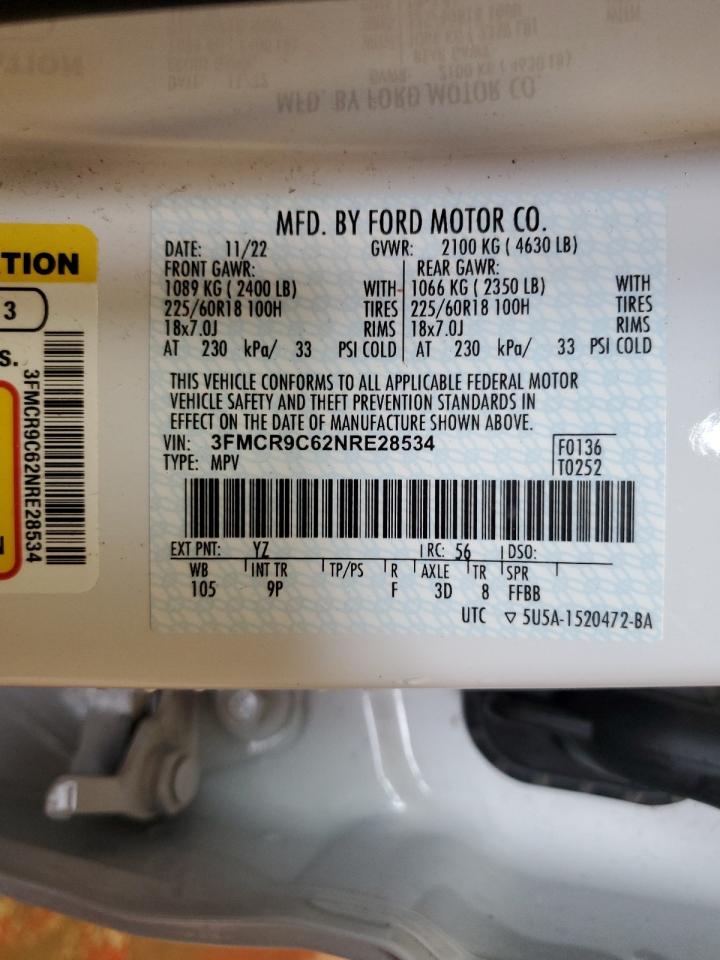 MFD. BY FORD MOTOR CO.
DATE: 11/22 GVWR: 2100 KG ( 4630 LB)
FRONT GAWR: REAR GAWR:
1089 KG ( 2400 LB) WITH 1066 KG ( 2350 LB) WITH
225/60R18 100H TIRES 225/60R18 100H TIRES
18x7.0J RIMS 18x7.0J RIMS
AT 230 kPa/ 33 PSI COLD AT 230 kPa/ 33 PSI COLD
THIS VEHICLE CONFORMS TO ALL APPLICABLE FEDERAL MOTOR
VEHICLE SAFETY AND THEFT PREVENTION STANDARDS IN
EFFECT ON THE DATE OF MANUFACTURE SHOWN ABOVE.
VIN: 3FMCR9C62NRE28534 F0136
TYPE: MPV T0252
EXT PNT: YZ RC: 56 DSO:
WB INT TR TP/PS R AXLE TR SPR
105 9P F 3D 8 FFBB
UTC ▽ 5U5A-1520472-BA
TION
3
S.
3FMCR9C62NRE28534
N